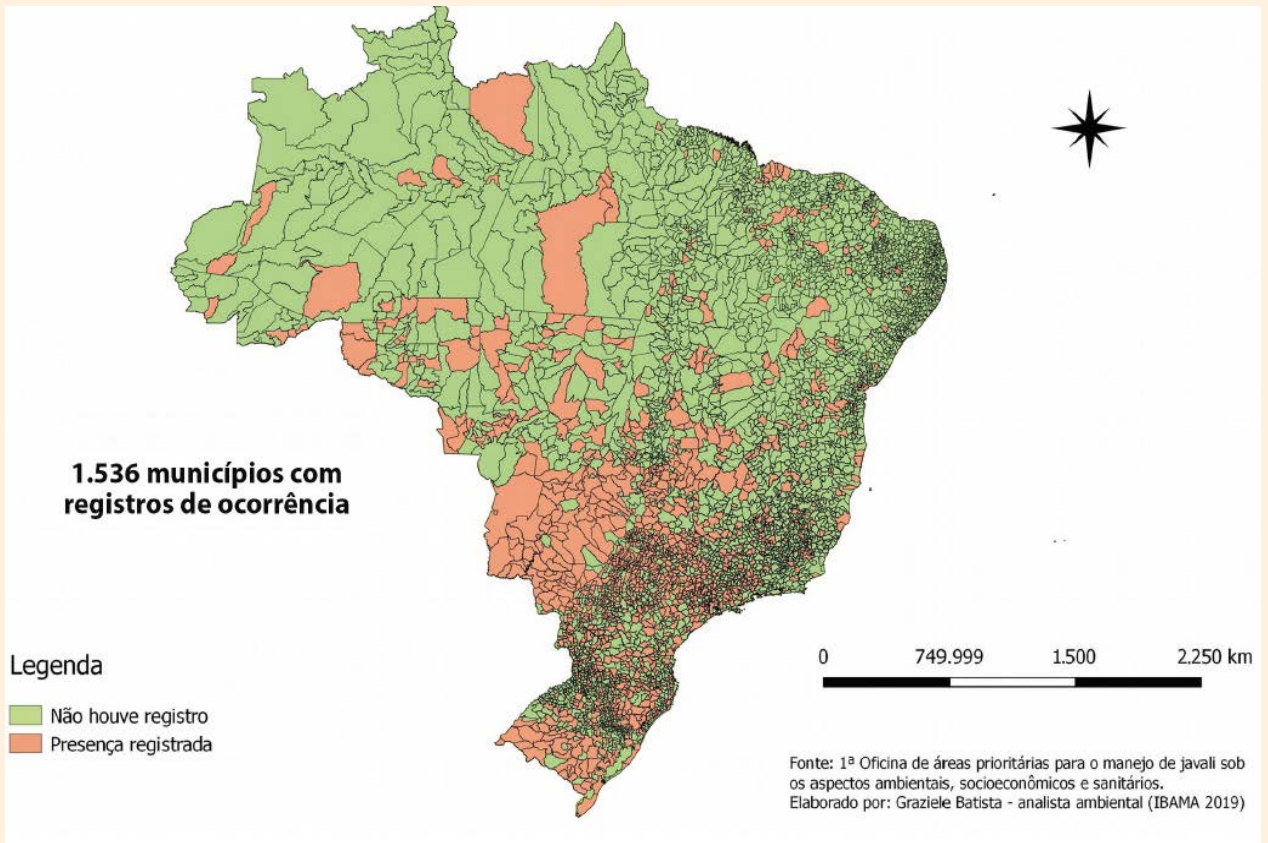 1.536 municípios com
registros de ocorrência
Legenda
Não houve registro
Presença registrada
0 749.999 1.500 2.250 km
Fonte: 1ª Oficina de áreas prioritárias para o manejo de javali sob
os aspectos ambientais, socioeconômicos e sanitários.
Elaborado por: Graziele Batista - analista ambiental (IBAMA 2019)